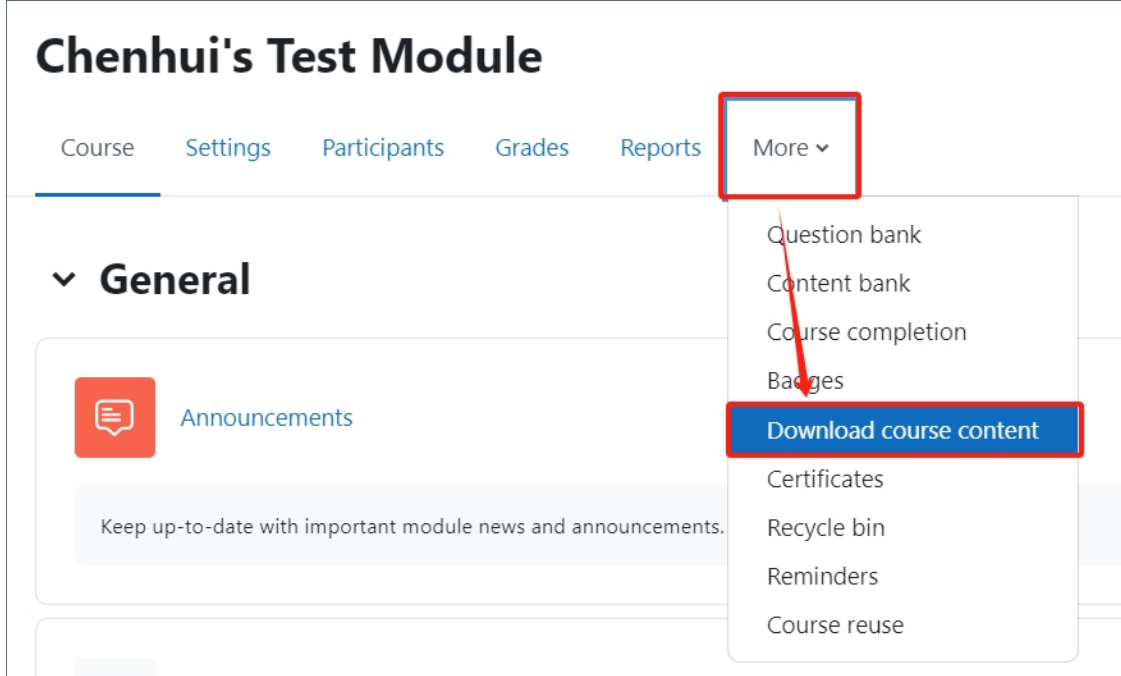 Chenhui's Test Module
Course Settings Participants Grades Reports More
Question bank
Content bank
Course completion
Badges
Download course content
Certificates
Recycle bin
Reminders
Course reuse
General
Announcements
Keep up-to-date with important module news and announcements.